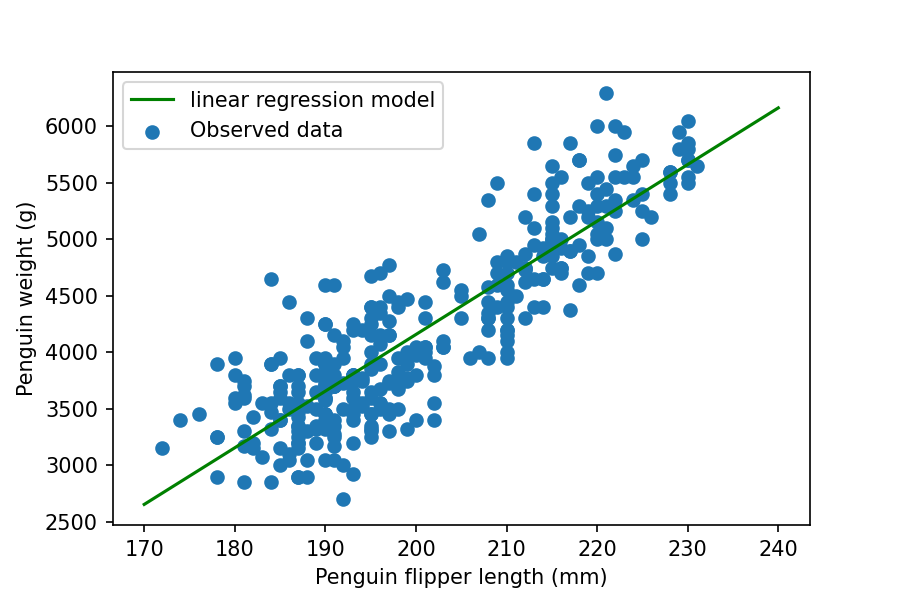 linear regression model
Observed data
6000
5500
5000
4500
4000
3500
3000
2500
Penguin weight (g)
170 180 190 200 210 220 230 240
Penguin flipper length (mm)